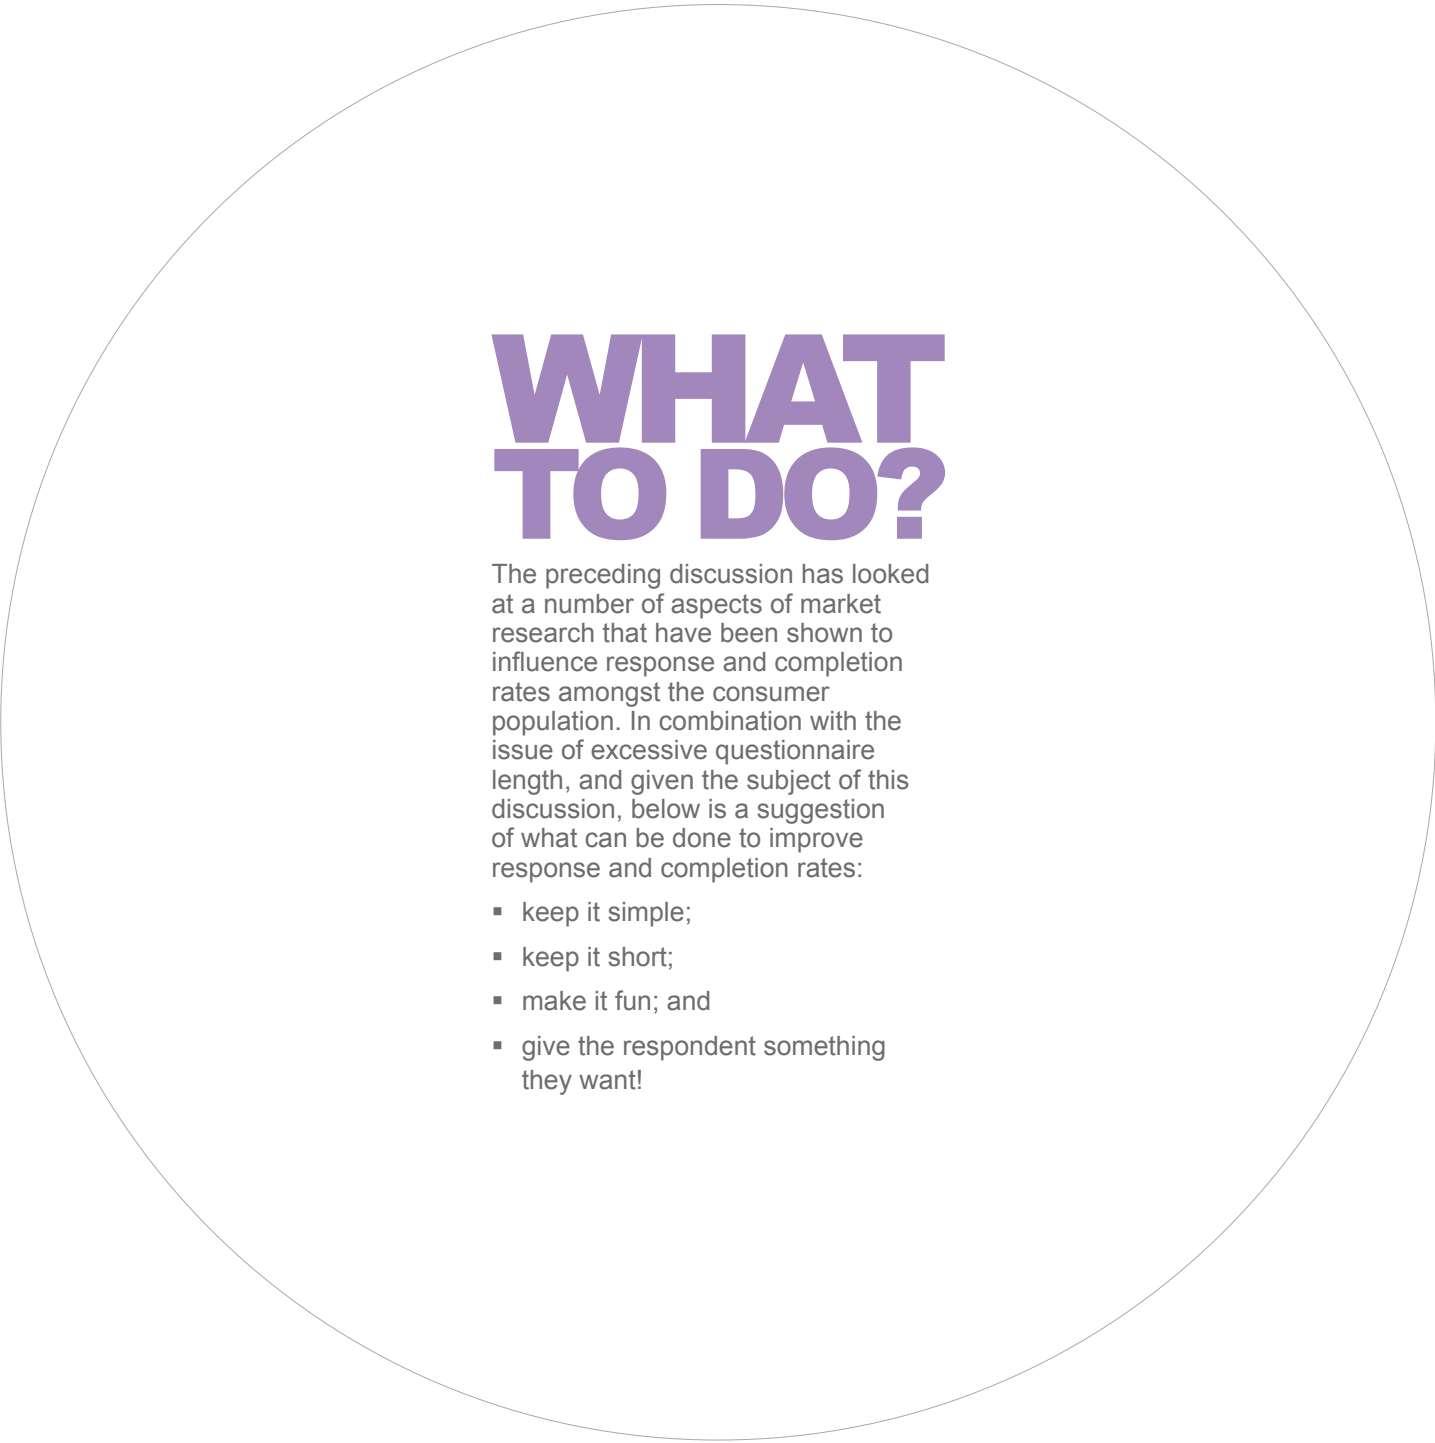 WHAT
TO DO?
The preceding discussion has looked
at a number of aspects of market
research that have been shown to
influence response and completion
rates amongst the consumer
population. In combination with the
issue of excessive questionnaire
length, and given the subject of this
discussion, below is a suggestion
of what can be done to improve
response and completion rates:
▪ keep it simple;
▪ keep it short;
▪ make it fun; and
▪ give the respondent something
they want!